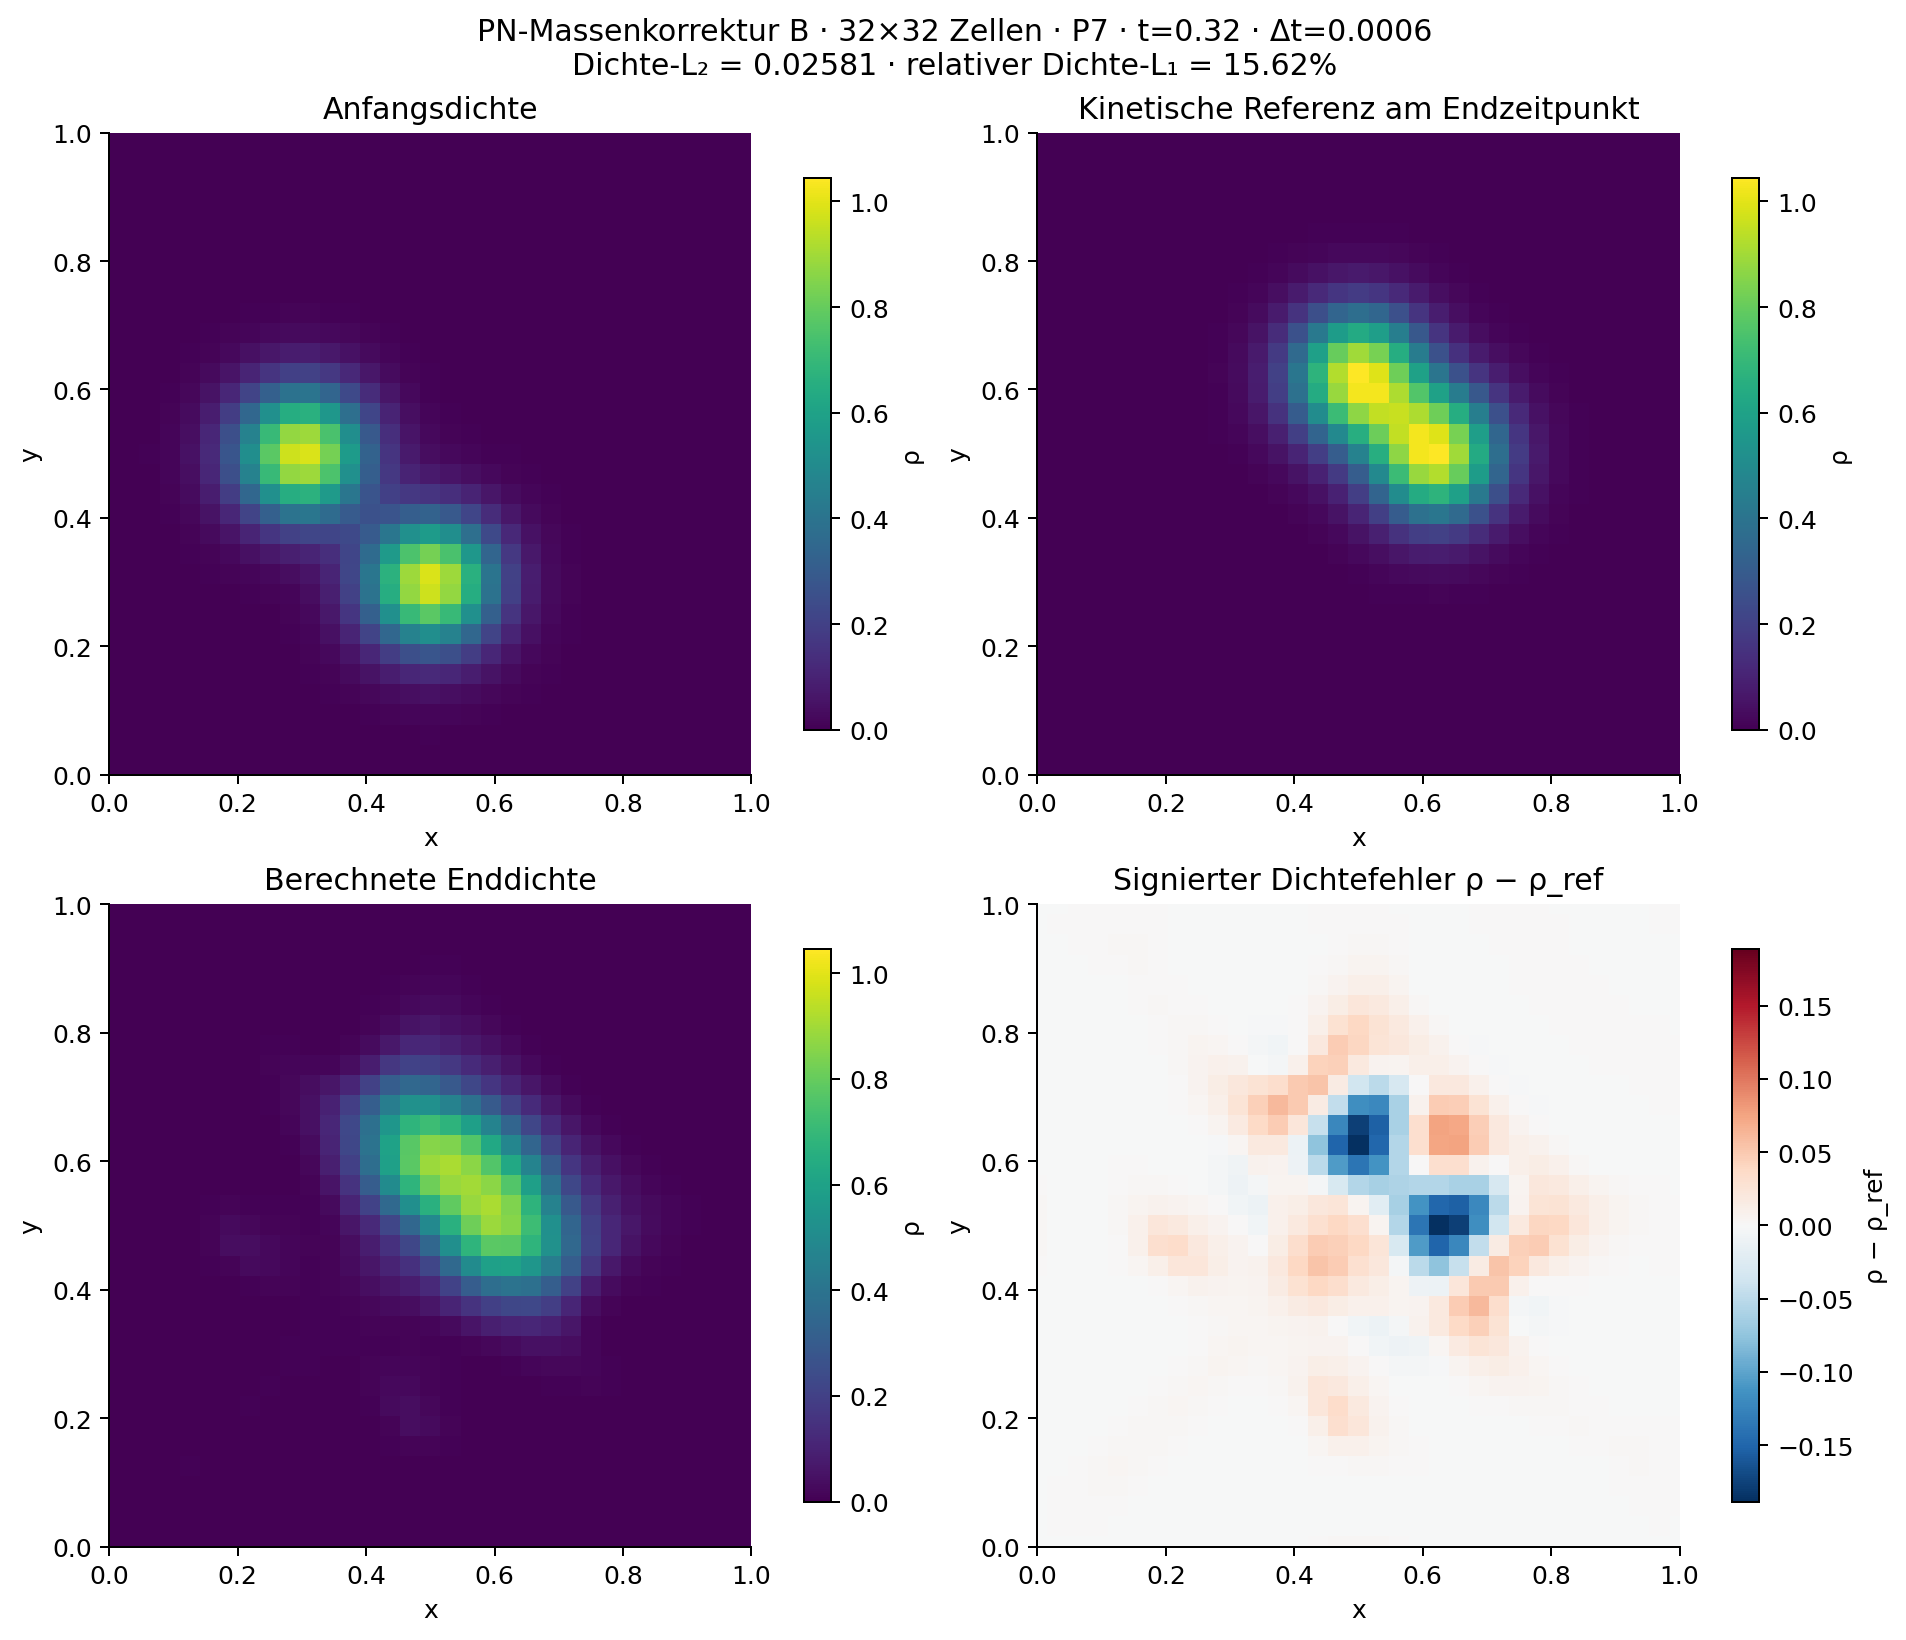 PN-Massenkorrektur B · 32×32 Zellen · P7 · t=0.32 · Δt=0.0006
Dichte-L₂ = 0.02581 · relativer Dichte-L₁ = 15.62%
Anfangsdichte
1.0
0.8
0.6
0.4
0.2
0.0
y
0.0 0.2 0.4 0.6 0.8 1.0
x
1.0
0.8
0.6
0.4
0.2
0.0
ρ
Kinetische Referenz am Endzeitpunkt
1.0
0.8
0.6
0.4
0.2
0.0
y
0.0 0.2 0.4 0.6 0.8 1.0
x
1.0
0.8
0.6
0.4
0.2
0.0
ρ
Berechnete Enddichte
1.0
0.8
0.6
0.4
0.2
0.0
y
0.0 0.2 0.4 0.6 0.8 1.0
x
1.0
0.8
0.6
0.4
0.2
0.0
ρ
Signierter Dichtefehler ρ − ρ_ref
1.0
0.8
0.6
0.4
0.2
0.0
y
0.0 0.2 0.4 0.6 0.8 1.0
x
0.15
0.10
0.05
0.00
−0.05
−0.10
−0.15
ρ − ρ_ref